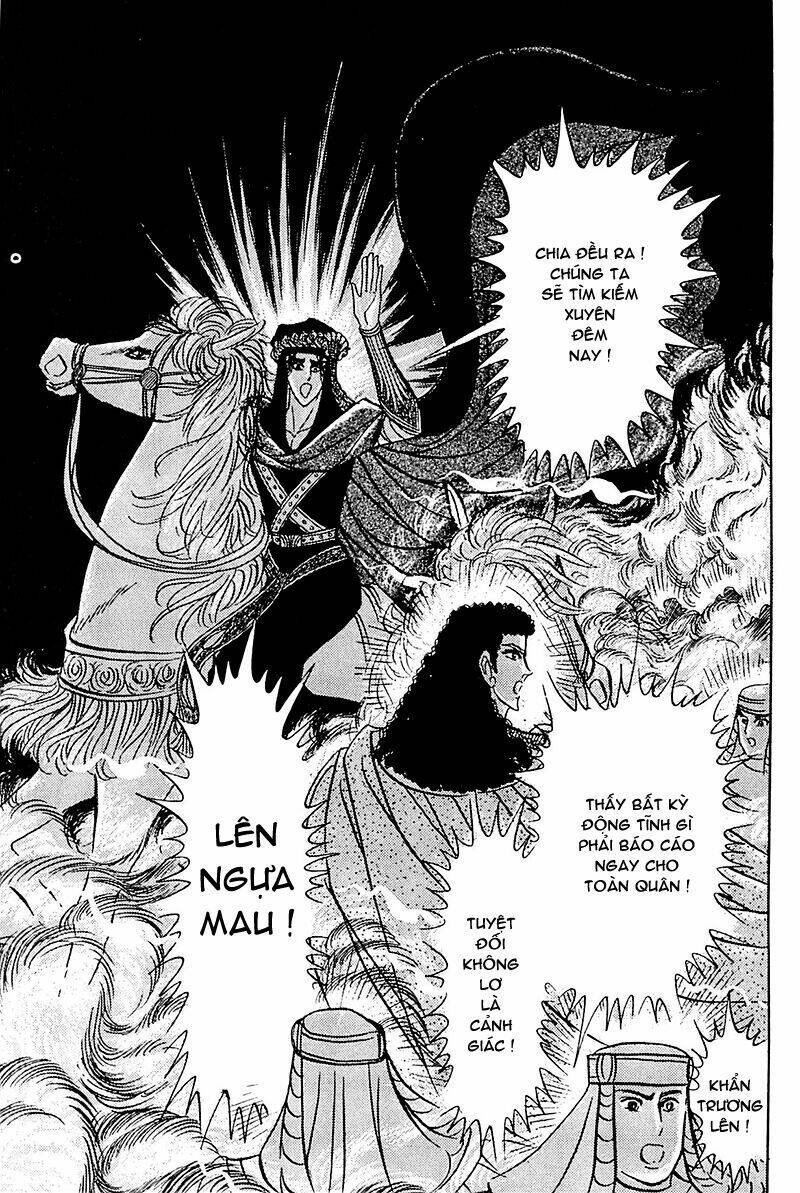 CHIA ĐỀU RA !
CHÚNG TA
SẼ TÌM KIẾM
XUYÊN
ĐÊM
NAY !
THẤY BẤT KỲ
ĐỘNG TĨNH GÌ
PHẢI BÁO CÁO
NGAY CHO
TOÀN QUÂN !
TUYỆT
ĐỐI
KHÔNG
LƠ
LÀ
CẢNH
GIÁC !
LÊN
NGỰA
MAU !
KHẨN
TRƯƠNG
LÊN !